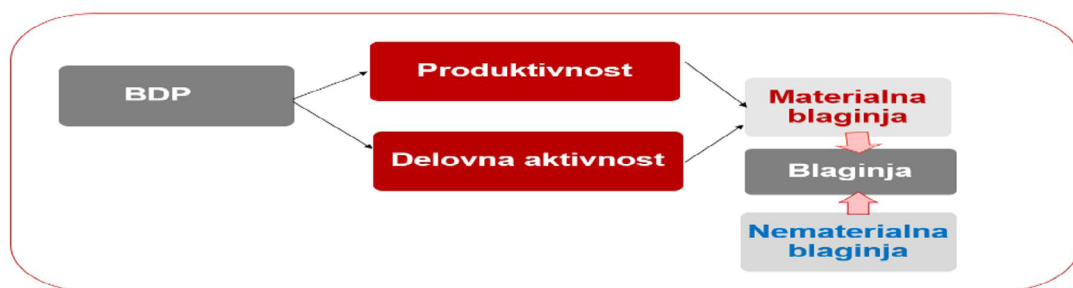 BDP
Produktivnost
Delovna aktivnost
Materialna
blaginja
Blaginja
Nematerialna
blaginja